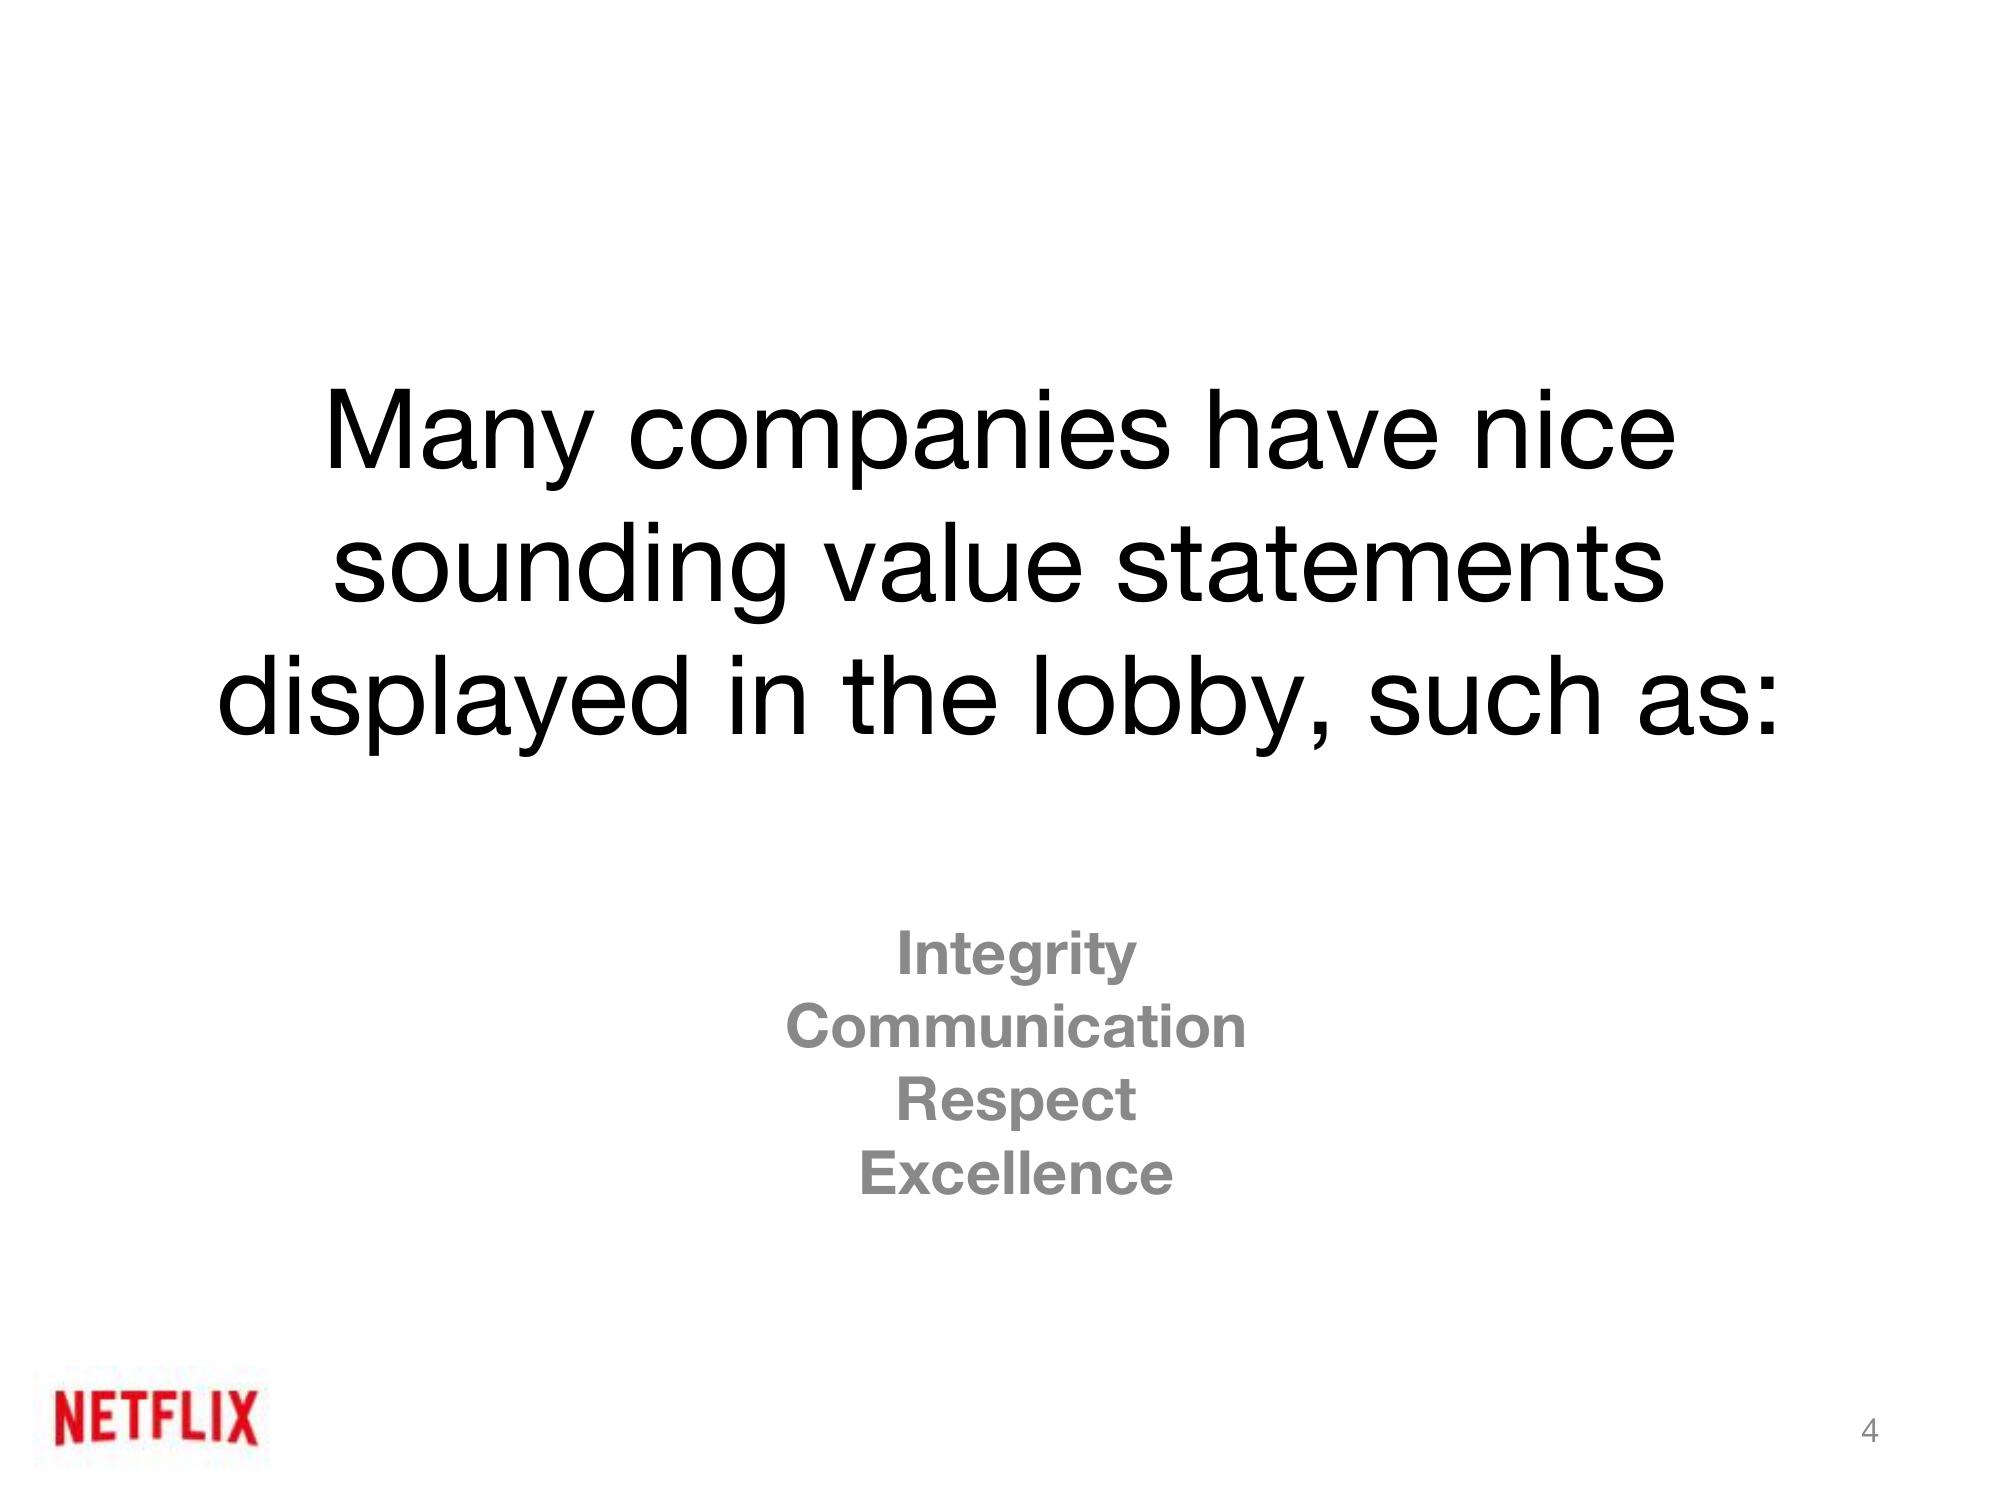 Many companies have nice
sounding value statements
displayed in the lobby, such as:
Integrity
Communication
Respect
Excellence
NETFLIX
4